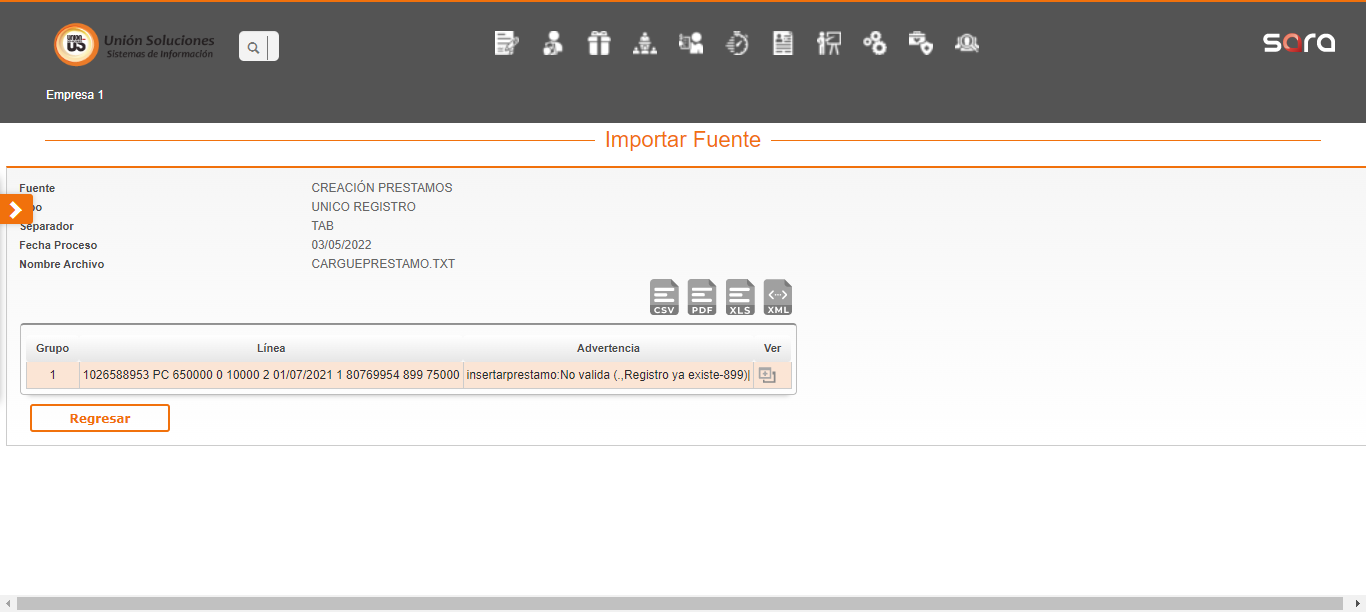 UNION
US
Unión Soluciones
Sistemas de Información
sara
Empresa 1
Importar Fuente
Fuente CREACIÓN PRESTAMOS
po UNICO REGISTRO
Separador TAB
Fecha Proceso 03/05/2022
Nombre Archivo CARGUEPRESTAMO.TXT
CSV PDF XLS XML
Grupo Línea Advertencia Ver
1 1026588953 PC 650000 0 10000 2 01/07/2021 1 80769954 899 75000 insertarprestamo:No valida (.,Registro ya existe-899)|
Regresar